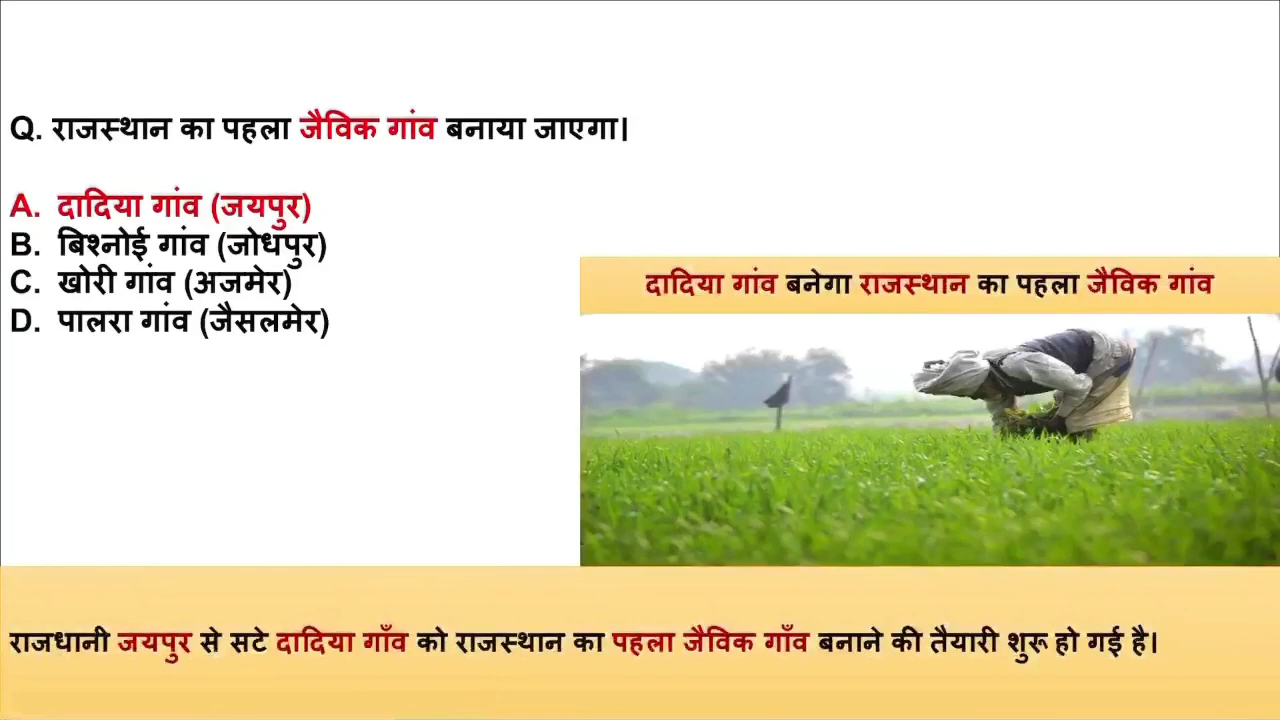 Q. राजस्थान का पहला जैविक गांव बनाया जाएगा।
A. दादिया गांव (जयपुर)
B. बिश्नोई गांव (जोधपुर)
C. खोरी गांव (अजमेर)
D. पालरा गांव (जैसलमेर)
दादिया गांव बनेगा राजस्थान का पहला जैविक गांव
राजधानी जयपुर से सटे दादिया गाँव को राजस्थान का पहला जैविक गाँव बनाने की तैयारी शुरू हो गई है।